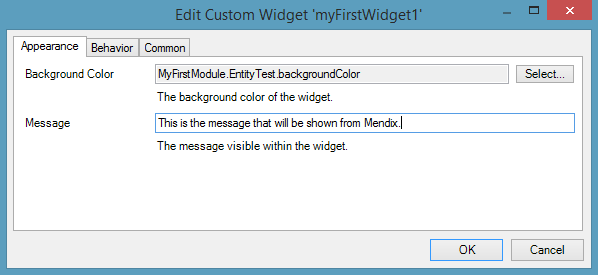 Edit Custom Widget 'myFirstWidget1'
Appearance Behavior Common
Background Color MyFirstModule.EntityTest.backgroundColor Select...
The background color of the widget.
Message This is the message that will be shown from Mendix.
The message visible within the widget.
OK Cancel